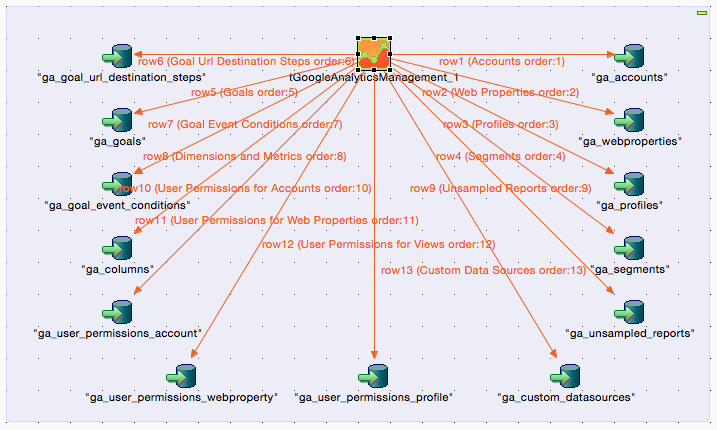 row6 (Goal Url Destination Steps order:6)
row1 (Accounts order:1)
"ga_goal_url_destination_steps"
tGoogleAnalyticsManagement_1
"ga_accounts"
row5 (Goals order:5)
row2 (Web Properties order:2)
row7 (Goal Event Conditions order:7)
row3 (Profiles order:3)
"ga_goals"
"ga_webproperties"
row8 (Dimensions and Metrics order:8)
row4 (Segments order:4)
row10 (User Permissions for Accounts order:10)
row9 (Unsampled Reports order:9)
"ga_goal_event_conditions"
"ga_profiles"
row11 (User Permissions for Web Properties order:11)
row12 (User Permissions for Views order:12)
"ga_columns"
row13 (Custom Data Sources order:13)
"ga_segments"
"ga_user_permissions_account"
"ga_unsampled_reports"
"ga_user_permissions_webproperty"
"ga_user_permissions_profile"
"ga_custom_datasources"